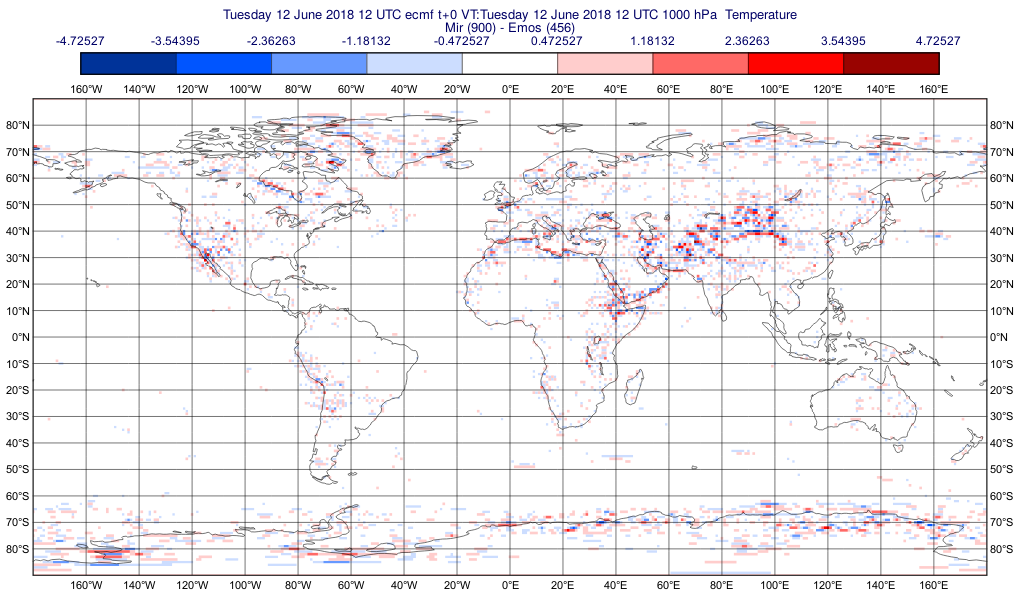 Tuesday 12 June 2018 12 UTC ecmf t+0 VT:Tuesday 12 June 2018 12 UTC 1000 hPa  Temperature
Mir (900) - Emos (456)
-4.72527 -3.54395 -2.36263 -1.18132 -0.472527 0.472527 1.18132 2.36263 3.54395 4.72527
160°W 140°W 120°W 100°W 80°W 60°W 40°W 20°W 0°E 20°E 40°E 60°E 80°E 100°E 120°E 140°E 160°E
80°N 80°N
70°N 70°N
60°N 60°N
50°N 50°N
40°N 40°N
30°N 30°N
20°N 20°N
10°N 10°N
0°N 0°N
10°S 10°S
20°S 20°S
30°S 30°S
40°S 40°S
50°S 50°S
60°S 60°S
70°S 70°S
80°S 80°S
160°W 140°W 120°W 100°W 80°W 60°W 40°W 20°W 0°E 20°E 40°E 60°E 80°E 100°E 120°E 140°E 160°E